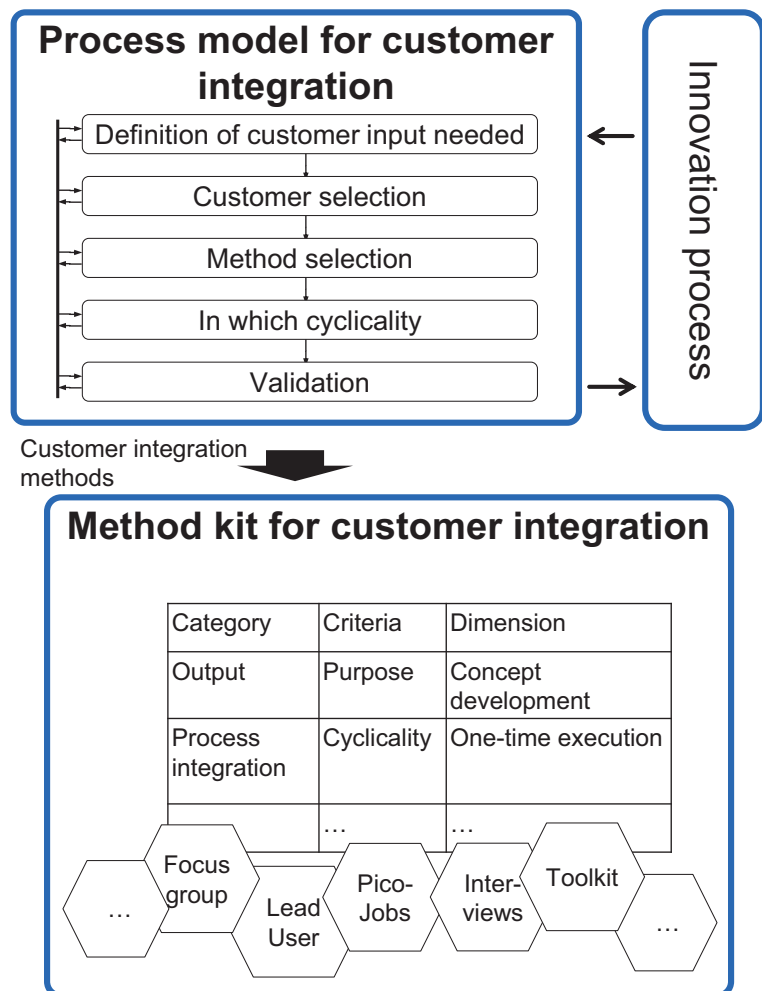 Process model for customer
integration
Definition of customer input needed
Customer selection
Method selection
In which cyclicality
Validation
Innovation process
Customer integration
methods
Method kit for customer integration
Category Criteria Dimension
Output Purpose Concept
development
Process
integration Cyclicality One-time execution
… …
Focus
group
Lead
User
Pico-
Jobs
Inter-
views
Toolkit
…
…